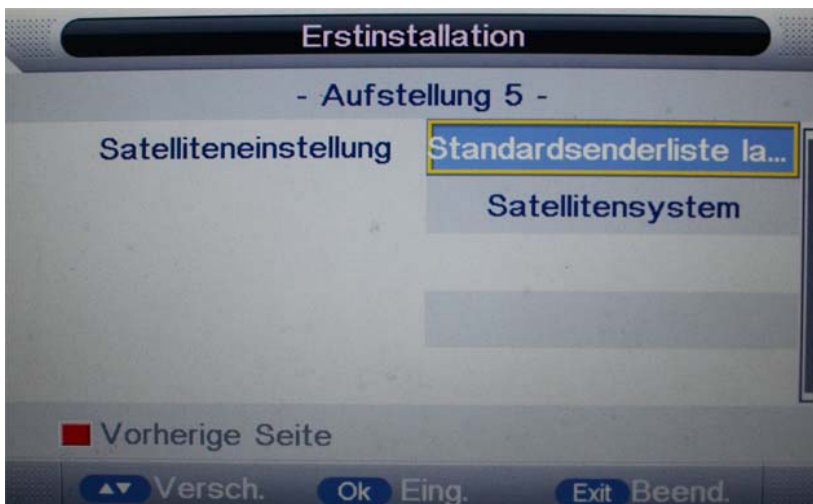 Erstinstallation
- Aufstellung 5 -
Satelliteneinstellung Standardsenderliste la...
Satellitensystem
Vorherige Seite
▲▼ Versch. Ok Eing. Exit Beend.